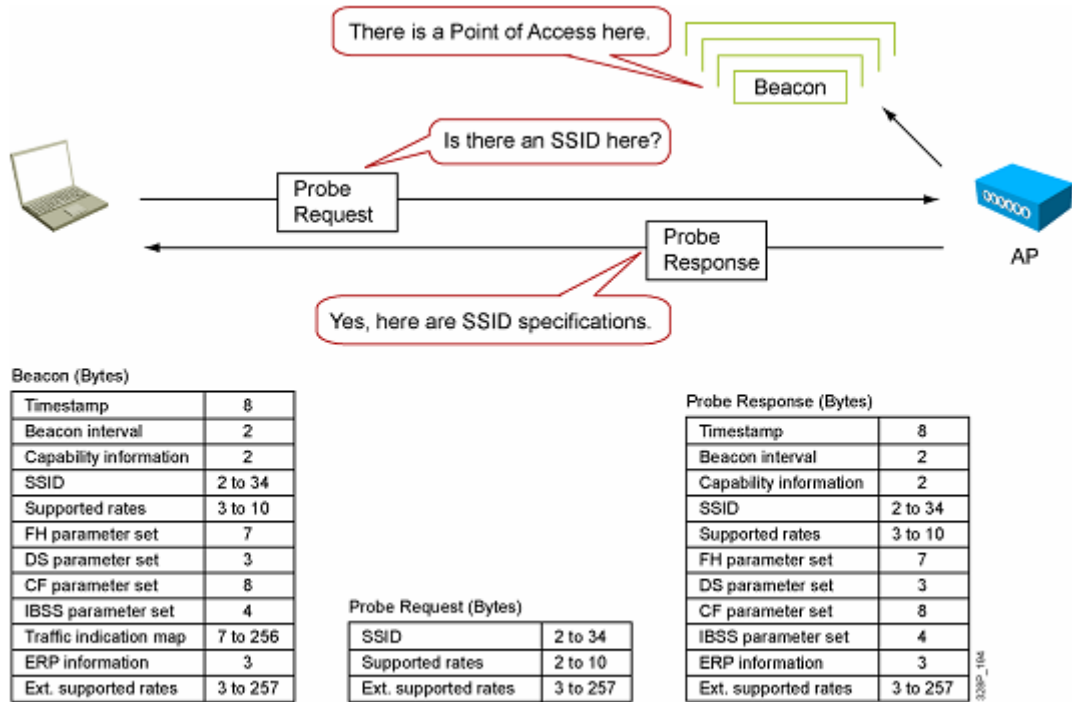 There is a Point of Access here.
Beacon
Is there an SSID here?
Probe
Request
Probe
Response
AP
Yes, here are SSID specifications.
Beacon (Bytes)
Timestamp 8
Beacon interval 2
Capability information 2
SSID 2 to 34
Supported rates 3 to 10
FH parameter set 7
DS parameter set 3
CF parameter set 8
IBSS parameter set 4
Traffic indication map 7 to 256
ERP information 3
Ext. supported rates 3 to 257
Probe Request (Bytes)
SSID 2 to 34
Supported rates 2 to 10
Ext. supported rates 3 to 257
Probe Response (Bytes)
Timestamp 8
Beacon interval 2
Capability information 2
SSID 2 to 34
Supported rates 3 to 10
FH parameter set 7
DS parameter set 3
CF parameter set 8
IBSS parameter set 4
ERP information 3
Ext. supported rates 3 to 257